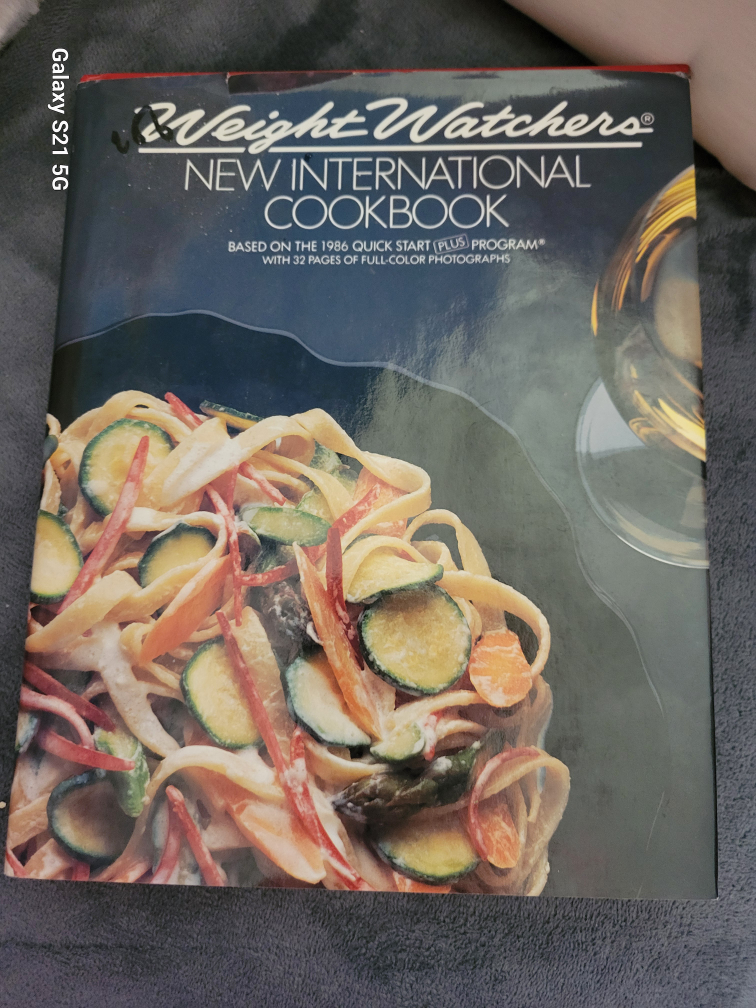 Weight Watchers®
NEW INTERNATIONAL
COOKBOOK
BASED ON THE 1986 QUICK START PLUS PROGRAM®
WITH 32 PAGES OF FULL-COLOR PHOTOGRAPHS
Galaxy S21 5G